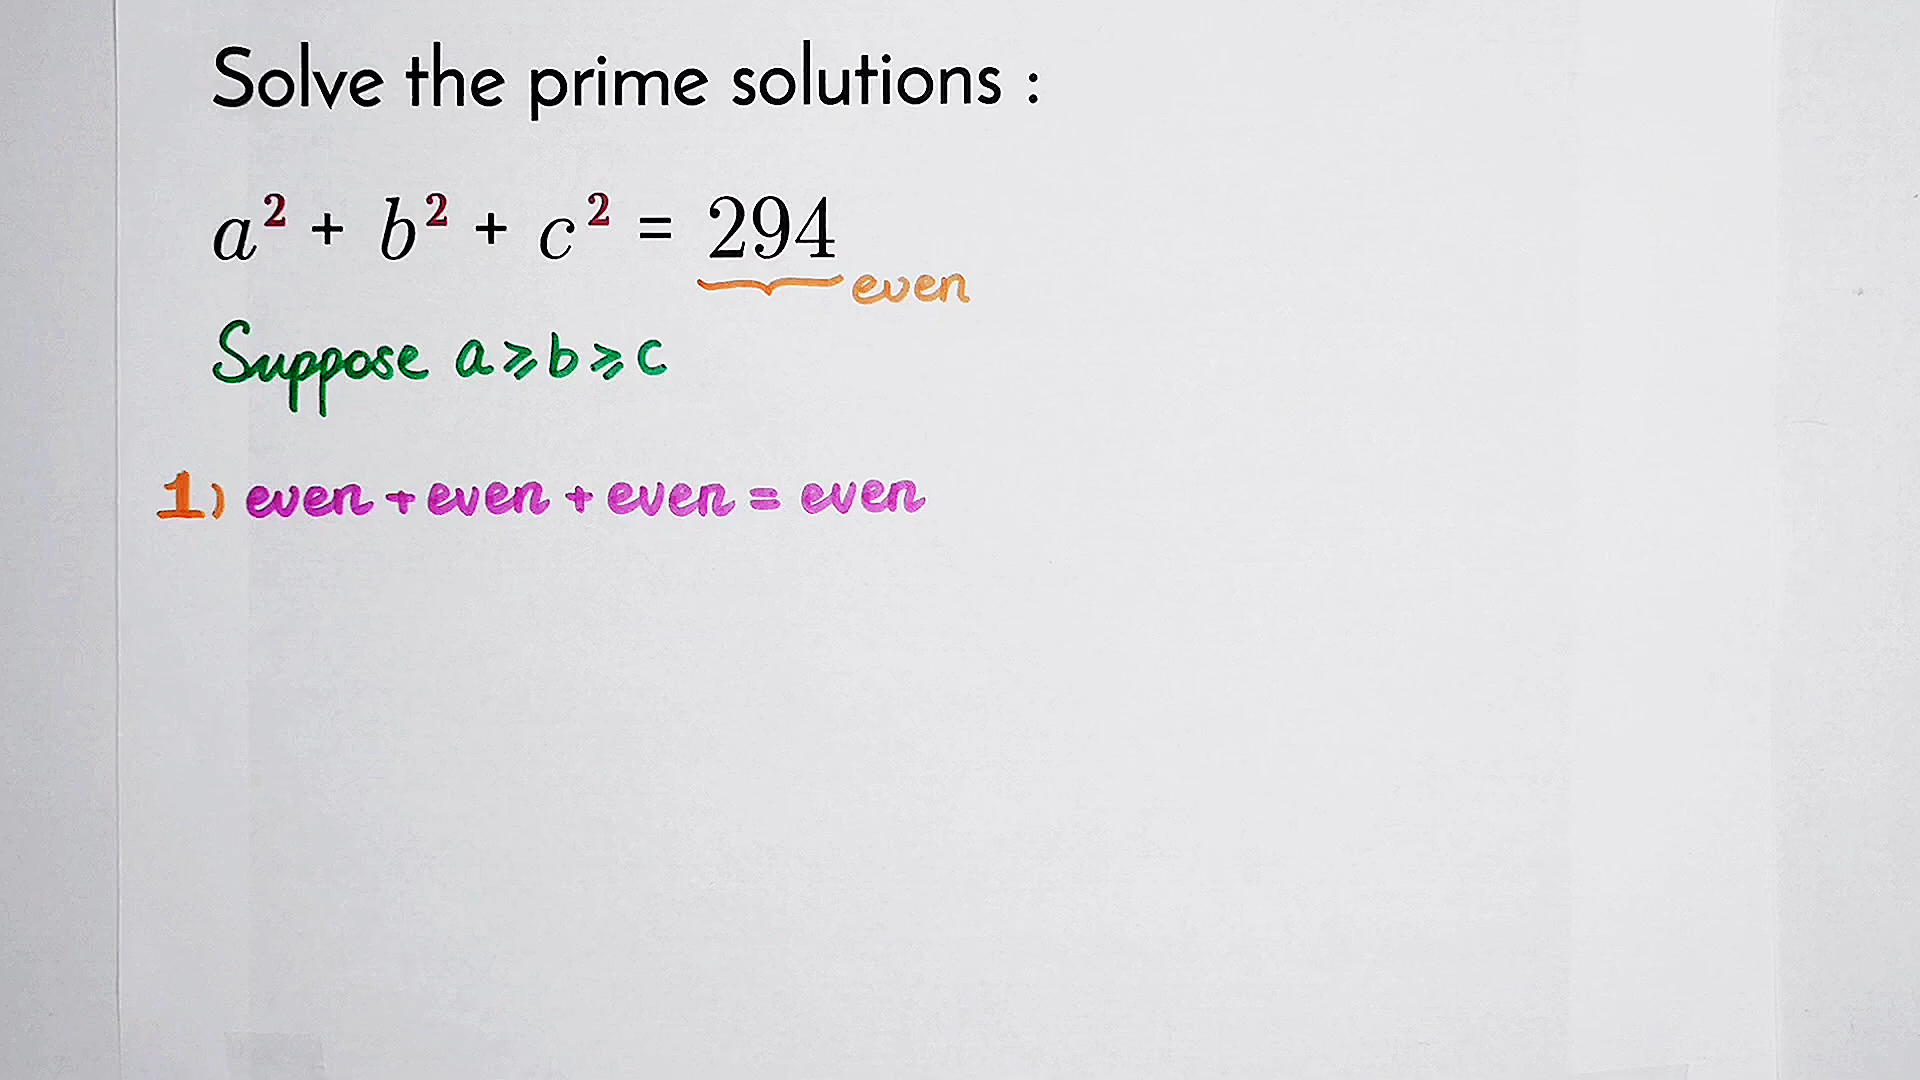 Solve the prime solutions :
a² + b² + c² = 294
even
Suppose a ⩾ b ⩾ c
1) even + even + even = even